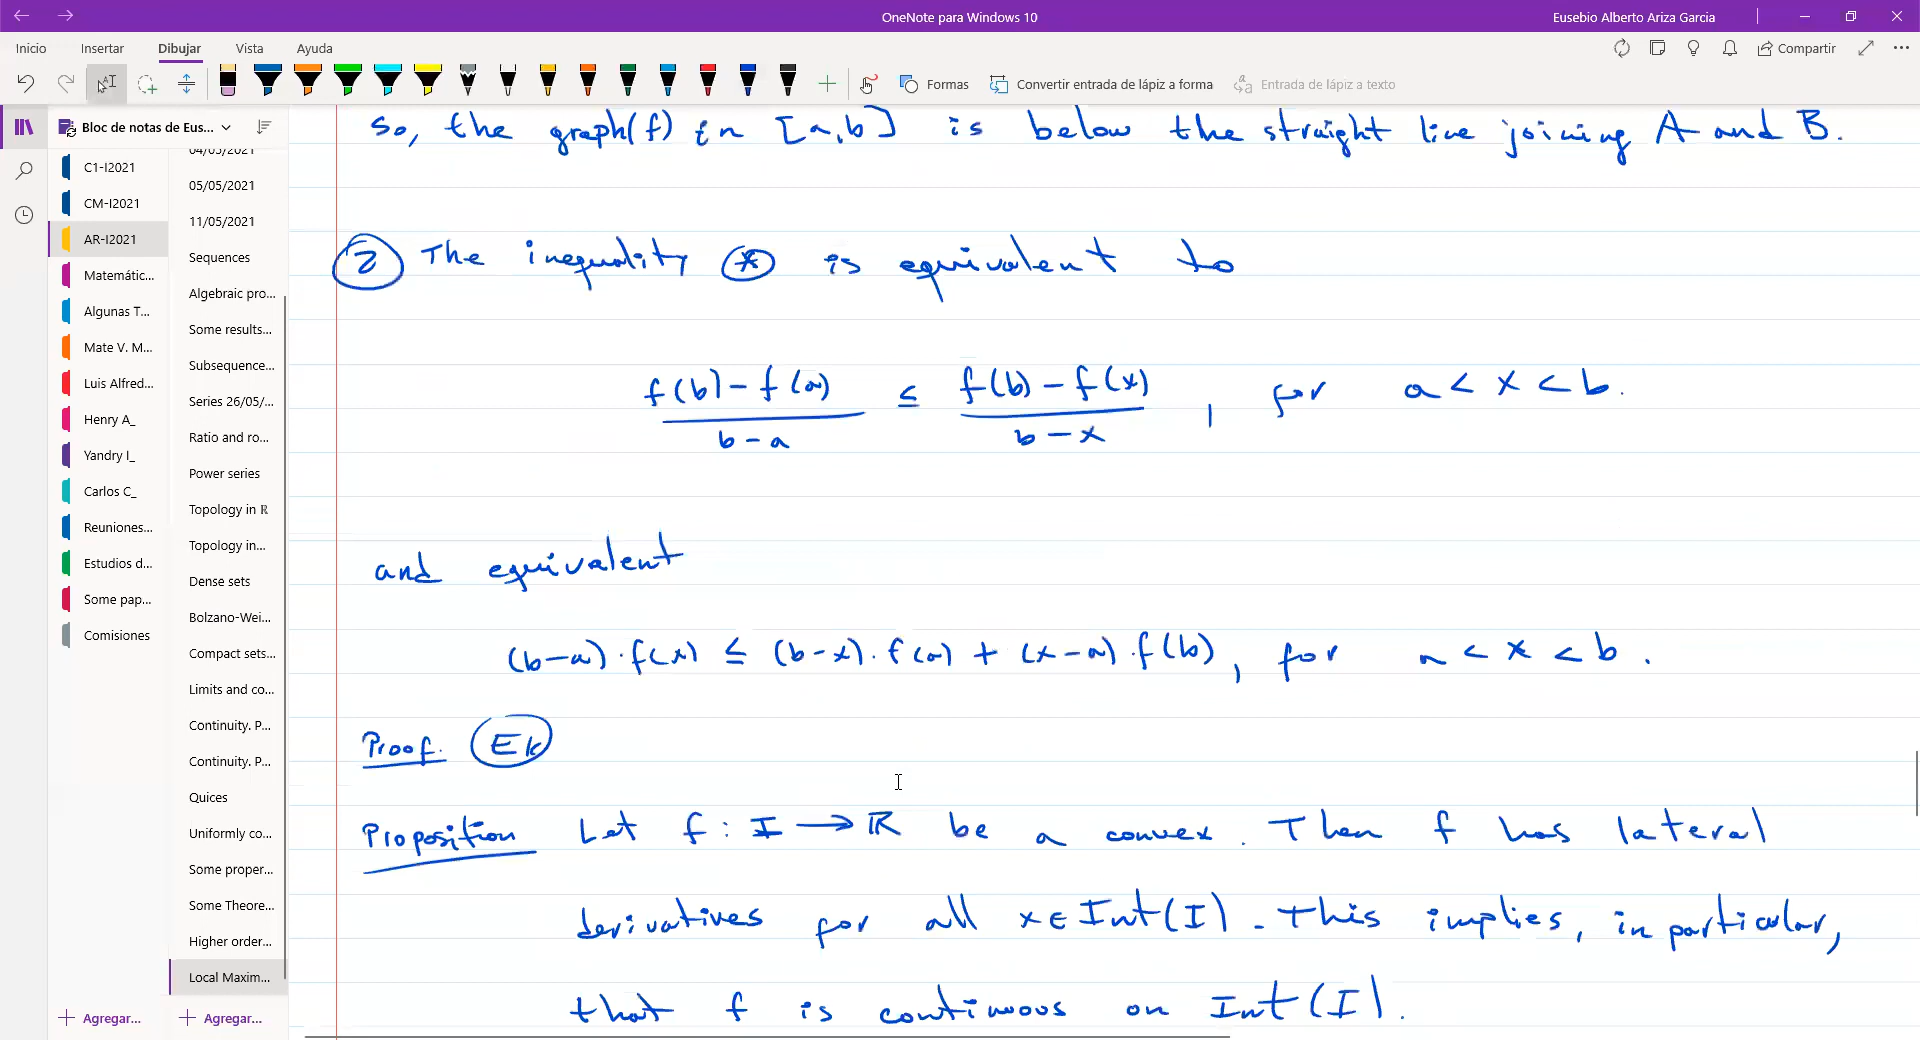 OneNote para Windows 10
Eusebio Alberto Ariza Garcia
Inicio
Insertar
Dibujar
Vista
Ayuda
Compartir
Formas
Convertir entrada de lápiz a forma
Entrada de lápiz a texto
Bloc de notas de Eus...
C1-I2021
CM-I2021
AR-I2021
Matemátic...
Algunas T...
Mate V. M...
Luis Alfred...
Henry A_
Yandry I_
Carlos C_
Reuniones...
Estudios d...
Some pap...
Comisiones
Agregar...
04/05/2021
05/05/2021
11/05/2021
Sequences
Algebraic pro...
Some results...
Subsequence...
Series 26/05/...
Ratio and ro...
Power series
Topology in ℝ
Topology in...
Dense sets
Bolzano-Wei...
Compact sets...
Limits and co...
Continuity. P...
Continuity. P...
Quices
Uniformly co...
Some proper...
Some Theore...
Higher order...
Local Maxim...
Agregar...
so, the graph(f) in [a,b] is below the straight line joining A and B.
② The inequality ⊛ is equivalent to
(f(b) - f(a))/(b - a) ≤ (f(b) - f(x))/(b - x), for a < x < b.
and equivalent
(b-a)·f(x) ≤ (b-x)·f(a) + (x-a)·f(b), for a < x < b.
Proof.
Proposition Let f: I → ℝ be a convex. Then f has lateral
derivatives for all x ∈ Int(I). This implies, in particular,
that f is continuous on Int(I).